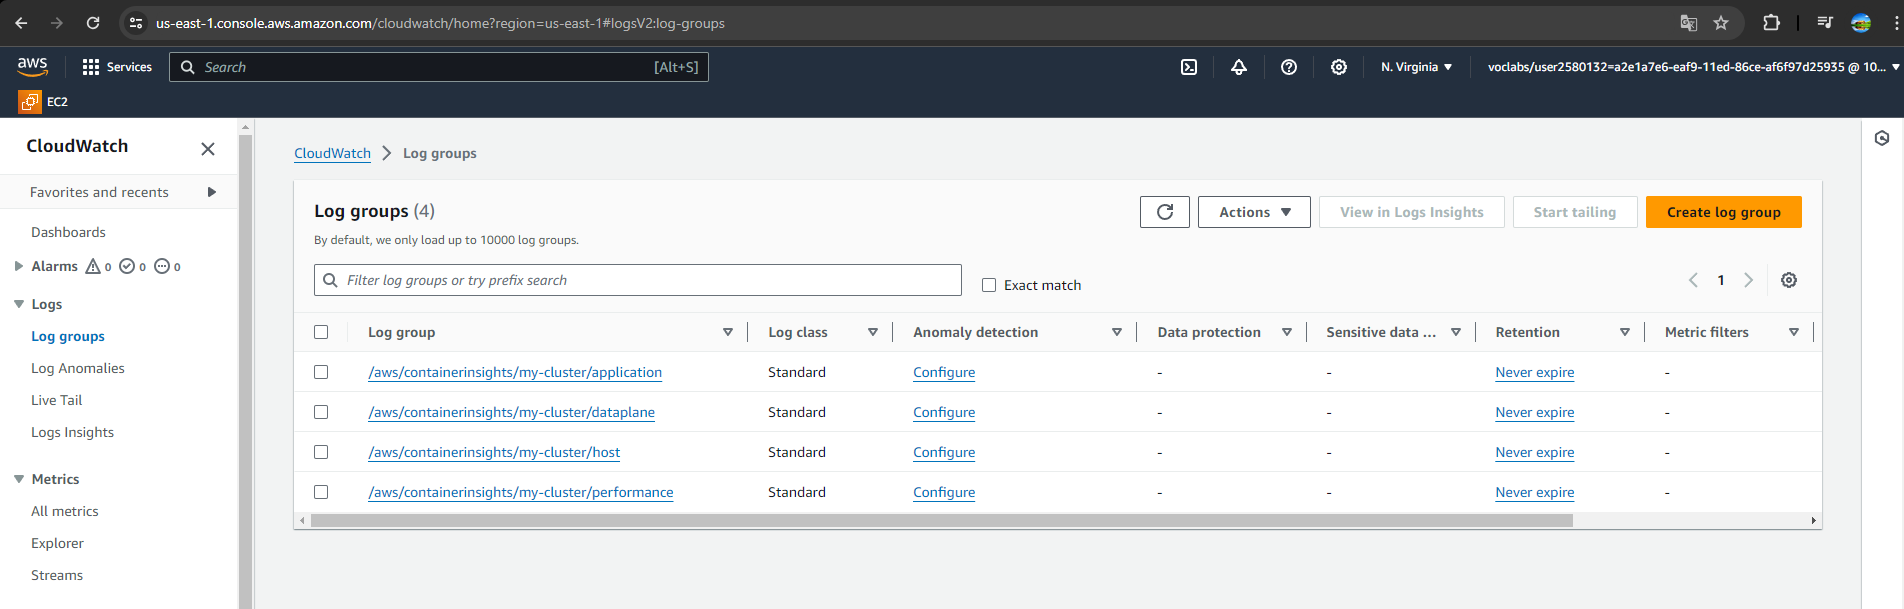 us-east-1.console.aws.amazon.com/cloudwatch/home?region=us-east-1#logsV2:log-groups
aws Services Search [Alt+S] N. Virginia voclabs/user2580132=a2e1a7e6-eaf9-11ed-86ce-af6f97d25935 @ 10...
EC2
CloudWatch
Favorites and recents
Dashboards
Alarms 0 0 0
Logs
Log groups
Log Anomalies
Live Tail
Logs Insights
Metrics
All metrics
Explorer
Streams
CloudWatch > Log groups
Log groups (4)
By default, we only load up to 10000 log groups.
Actions View in Logs Insights Start tailing Create log group
Filter log groups or try prefix search Exact match 1
Log group Log class Anomaly detection Data protection Sensitive data ... Retention Metric filters
/aws/containerinsights/my-cluster/application Standard Configure - - Never expire -
/aws/containerinsights/my-cluster/dataplane Standard Configure - - Never expire -
/aws/containerinsights/my-cluster/host Standard Configure - - Never expire -
/aws/containerinsights/my-cluster/performance Standard Configure - - Never expire -